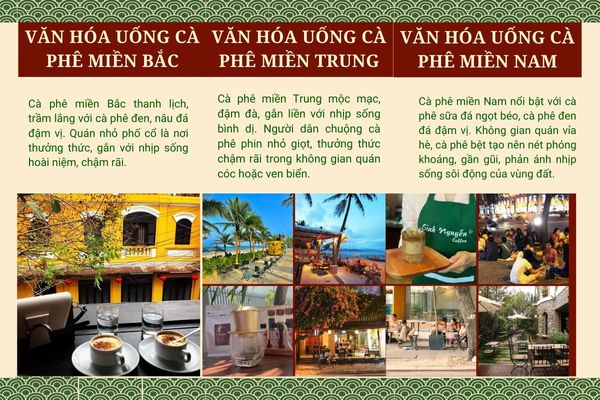 VĂN HÓA UỐNG CÀ
PHÊ MIỀN BẮC
Cà phê miền Bắc thanh lịch,
trầm lắng với cà phê đen, nâu đá
đậm vị. Quán nhỏ phố cổ là nơi
thưởng thức, gắn với nhịp sống
hoài niệm, chậm rãi.
VĂN HÓA UỐNG CÀ
PHÊ MIỀN TRUNG
Cà phê miền Trung mộc mạc,
đậm đà, gắn liền với nhịp sống
bình dị. Người dân chuộng cà
phê phin nhỏ giọt, thưởng thức
chậm rãi trong không gian quán
cóc hoặc ven biển.
VĂN HÓA UỐNG CÀ
PHÊ MIỀN NAM
Cà phê miền Nam nổi bật với cà
phê sữa đá ngọt béo, cà phê đen
đá đậm vị. Không gian quán vỉa
hè, cà phê bệt tạo nên nét phóng
khoáng, gần gũi, phản ánh nhịp
sống sôi động của vùng đất.
Sinh Nguyên
Coffee